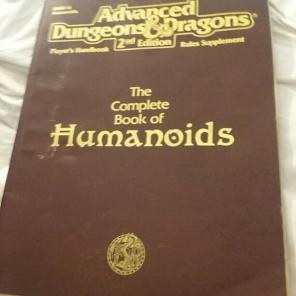 Advanced
Dungeons & Dragons®
2nd Edition
Player's Handbook Rules Supplement
The
Complete
Book of
Humanoids